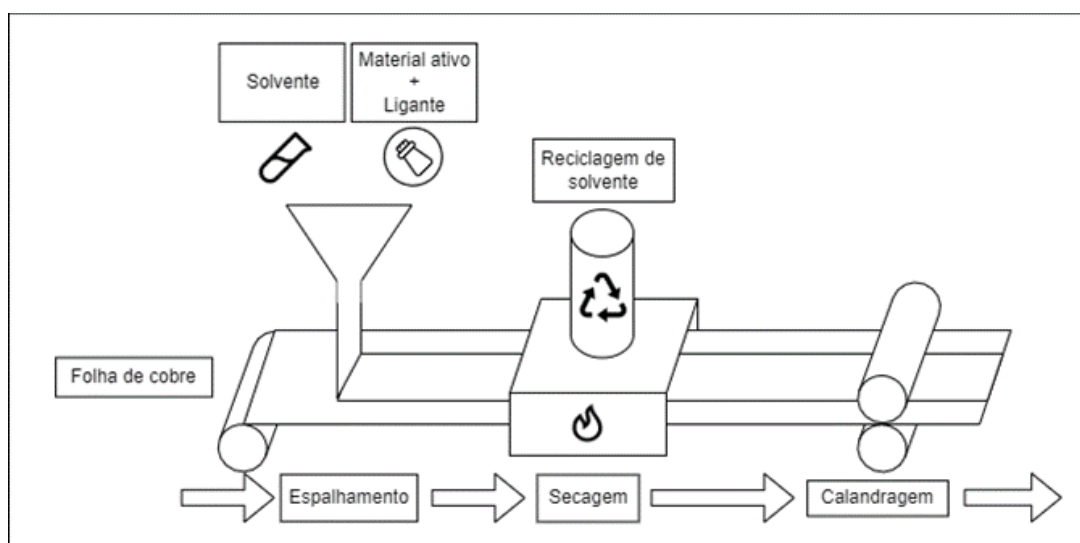 Solvente
Material ativo
+
Ligante
Reciclagem de
solvente
Folha de cobre
Espalhamento
Secagem
Calandragem